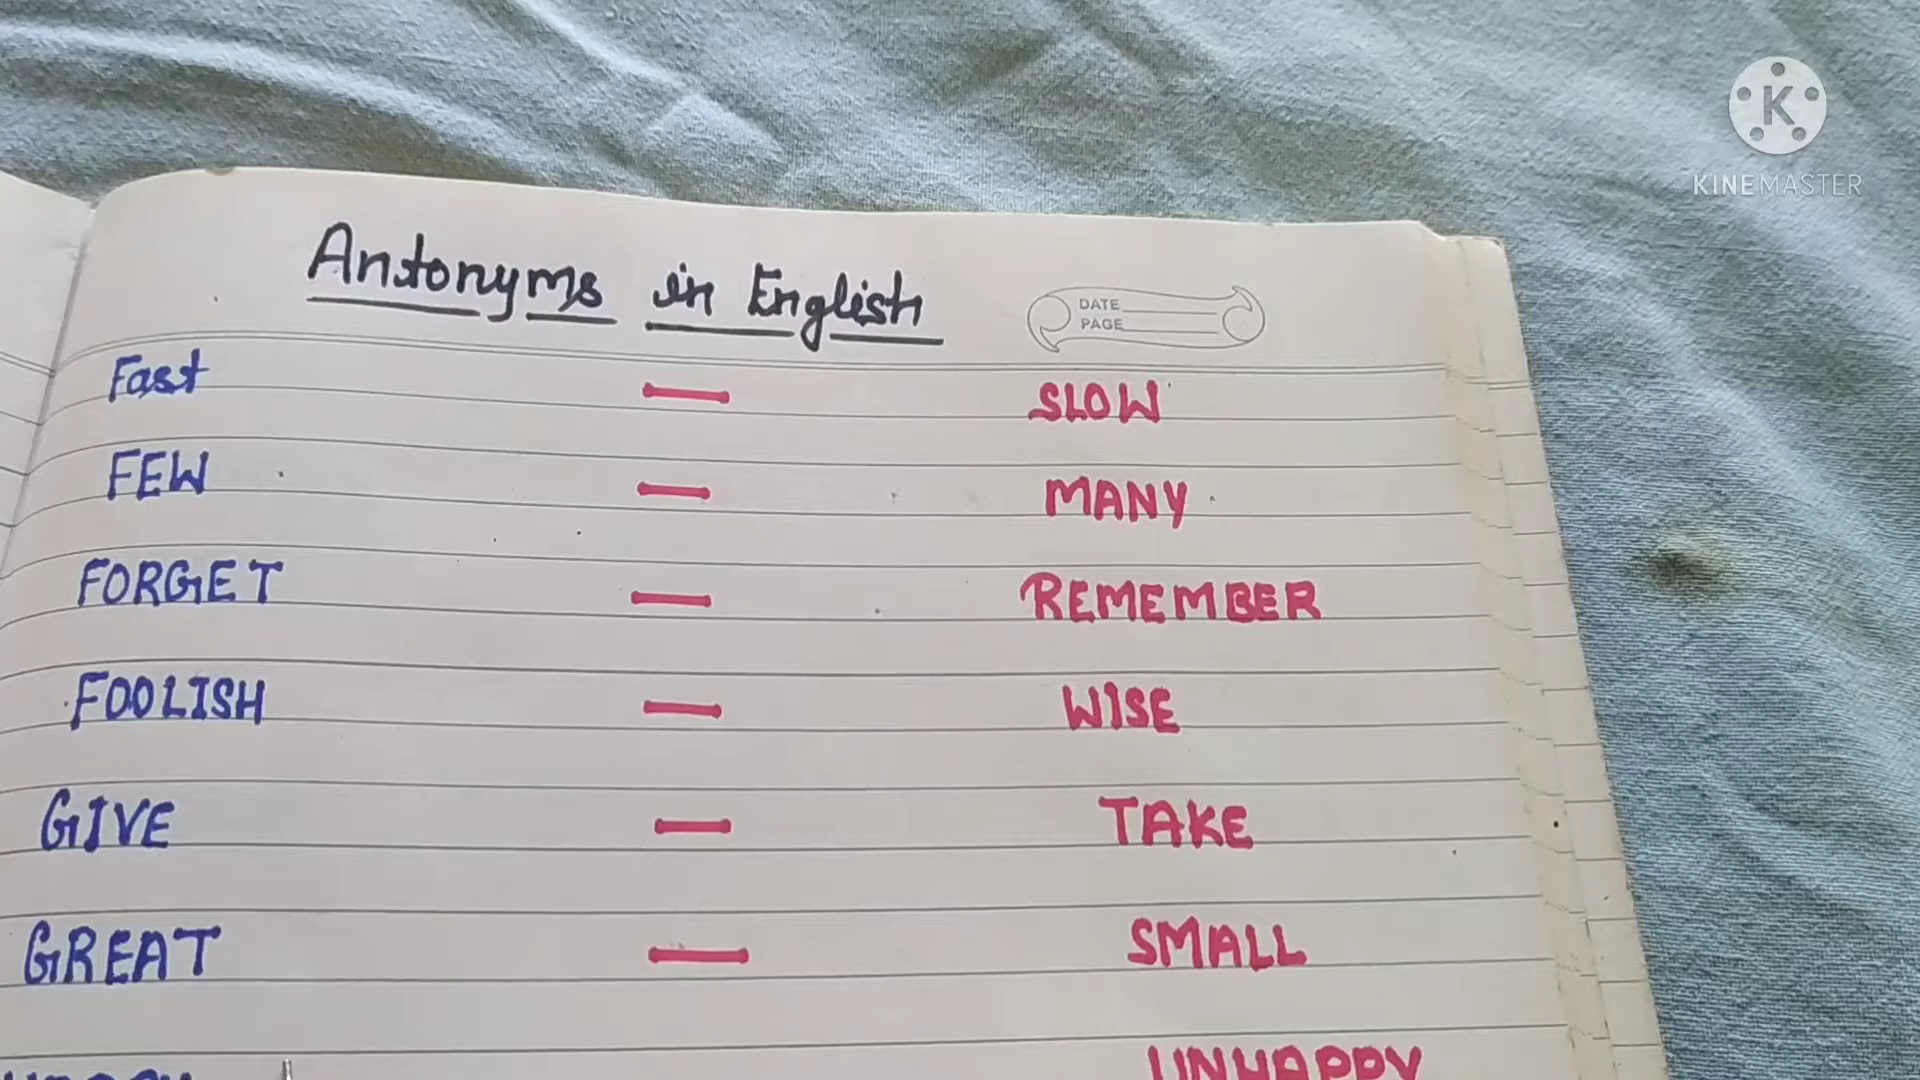 KINEMASTER
Antonyms in English
DATE
PAGE
Fast — SLOW
FEW — MANY
FORGET — REMEMBER
FOOLISH — WISE
GIVE — TAKE
GREAT — SMALL
UNHAPPY